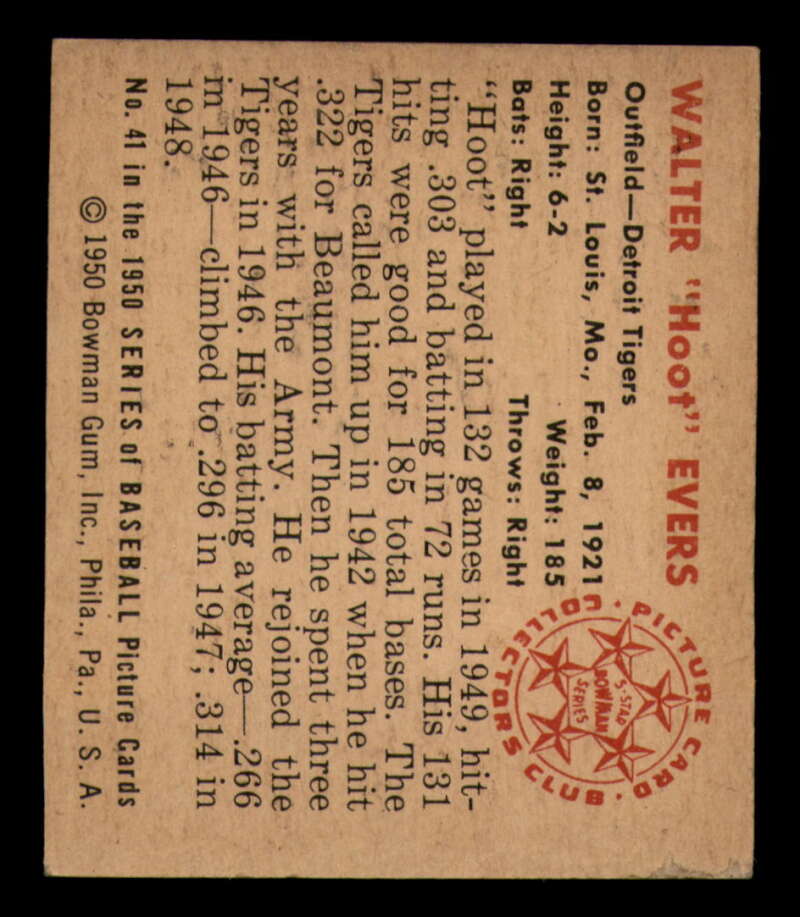 WALTER "Hoot" EVERS
Outfield—Detroit Tigers
Born: St. Louis, Mo., Feb. 8, 1921
Height: 6-2 Weight: 185
Bats: Right Throws: Right
"Hoot" played in 132 games in 1949, hit-
ting .303 and batting in 72 runs. His 131
hits were good for 185 total bases. The
Tigers called him up in 1942 when he hit
.322 for Beaumont. Then he spent three
years with the Army. He rejoined the
Tigers in 1946. His batting average—.266
in 1946—climbed to .296 in 1947; .314 in
1948.
No. 41 in the 1950 SERIES of BASEBALL Picture Cards
© 1950 Bowman Gum, Inc., Phila., Pa., U. S. A.
PICTURE CARD · COLLECTORS CLUB ·
5-STAR
BOWMAN
SERIES